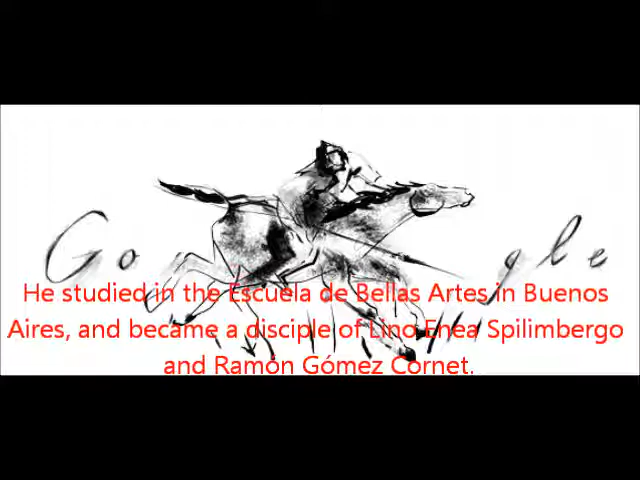 Go gle
He studied in the Escuela de Bellas Artes in Buenos
Aires, and became a disciple of Lino Enea Spilimbergo
and Ramón Gómez Cornet.